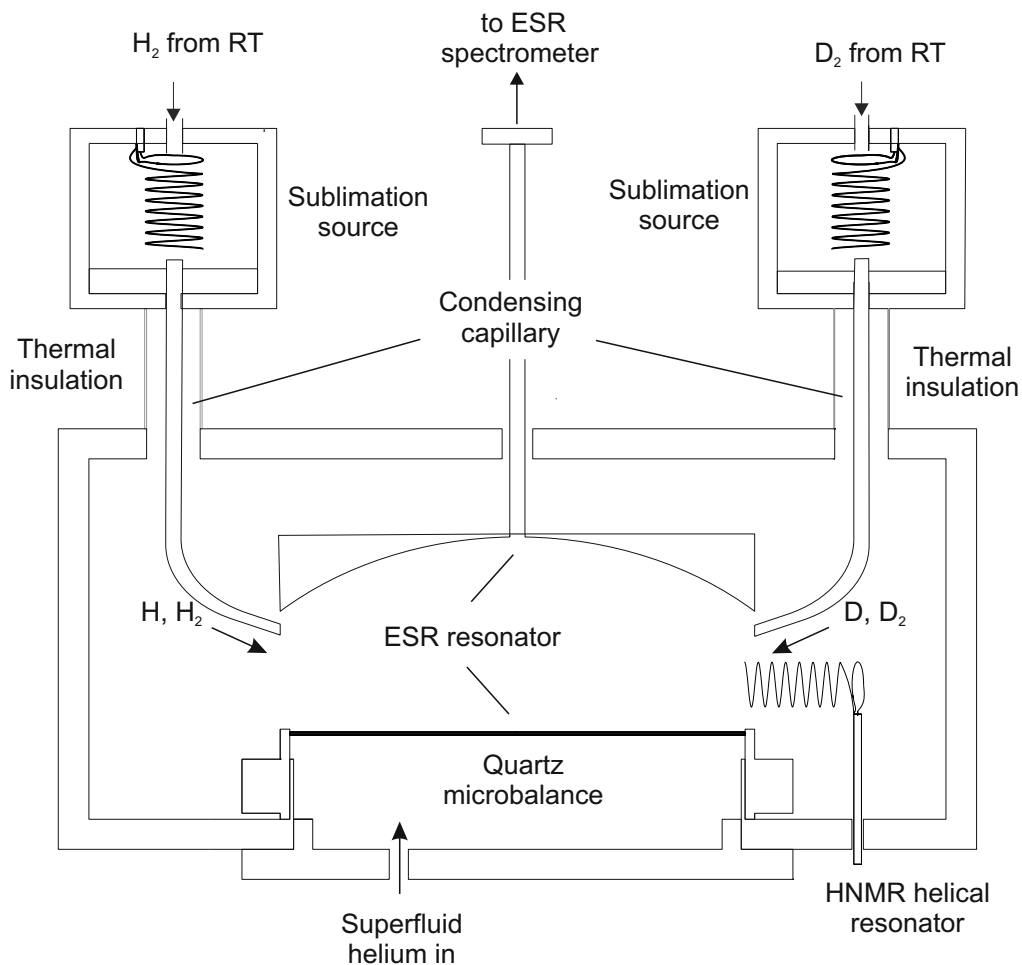 H₂ from RT
to ESR
spectrometer
D₂ from RT
Sublimation
source
Sublimation
source
Condensing
capillary
Thermal
insulation
Thermal
insulation
H, H₂
ESR resonator
D, D₂
Quartz
microbalance
Superfluid
helium in
HNMR helical
resonator